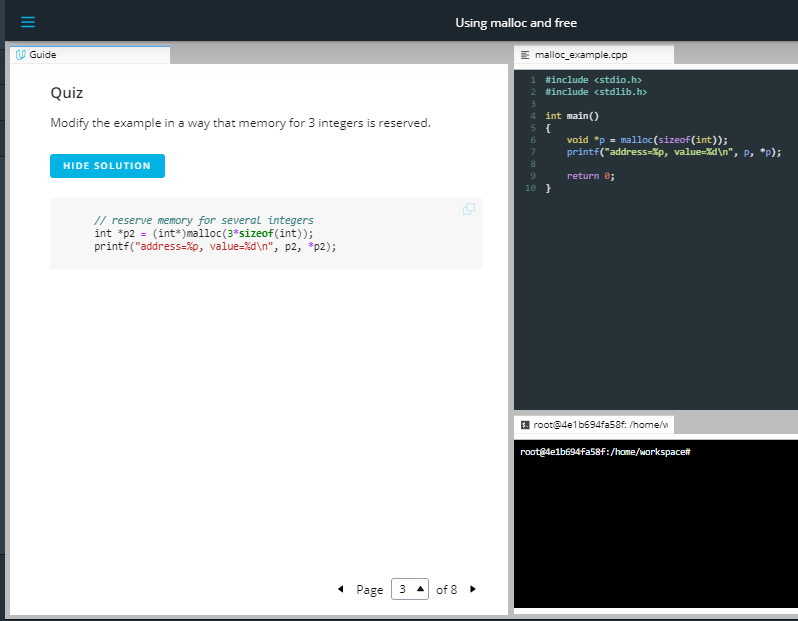 Using malloc and free
Guide
malloc_example.cpp
Quiz
Modify the example in a way that memory for 3 integers is reserved.
HIDE SOLUTION
// reserve memory for several integers
int *p2 = (int*)malloc(3*sizeof(int));
printf("address=%p, value=%d\n", p2, *p2);
Page 3 of 8
1 #include <stdio.h>
2 #include <stdlib.h>
3
4 int main()
5 {
6 void *p = malloc(sizeof(int));
7 printf("address=%p, value=%d\n", p, *p);
8
9 return 0;
10 }
root@4e1b694fa58f: /home/w
root@4e1b694fa58f:/home/workspace#